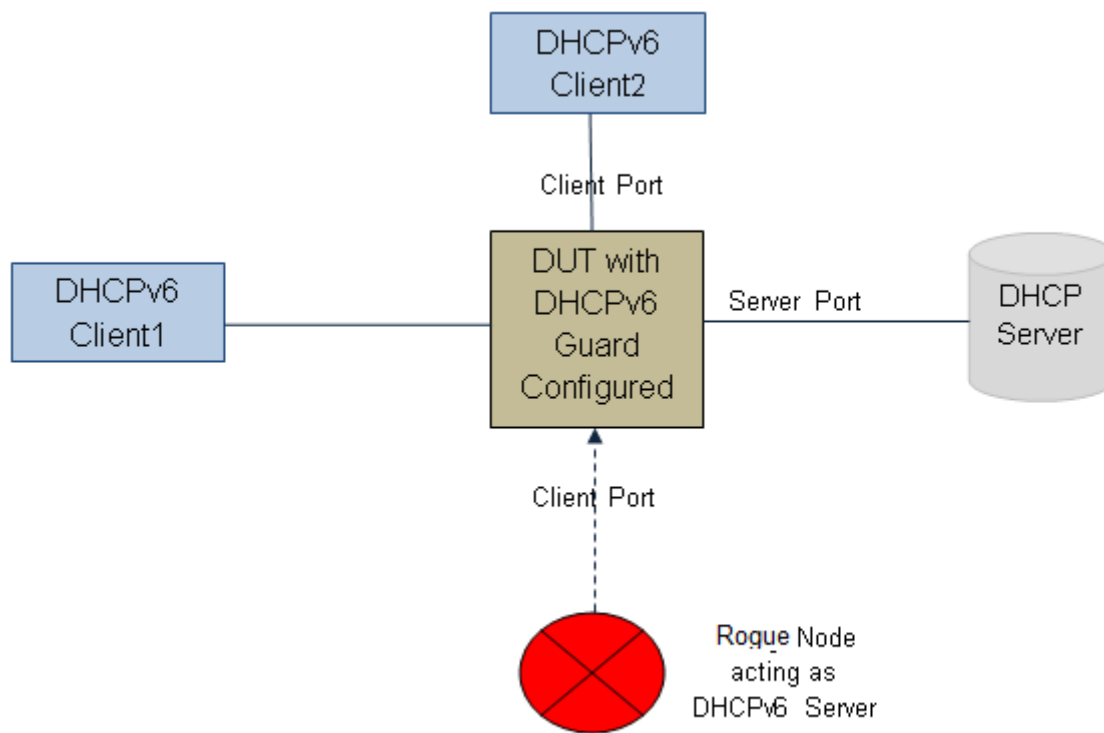 DHCPv6
Client2
Client Port
DHCPv6
Client1
DUT with
DHCPv6
Guard
Configured
Server Port
DHCP
Server
Client Port
Rogue Node
acting as
DHCPv6 Server